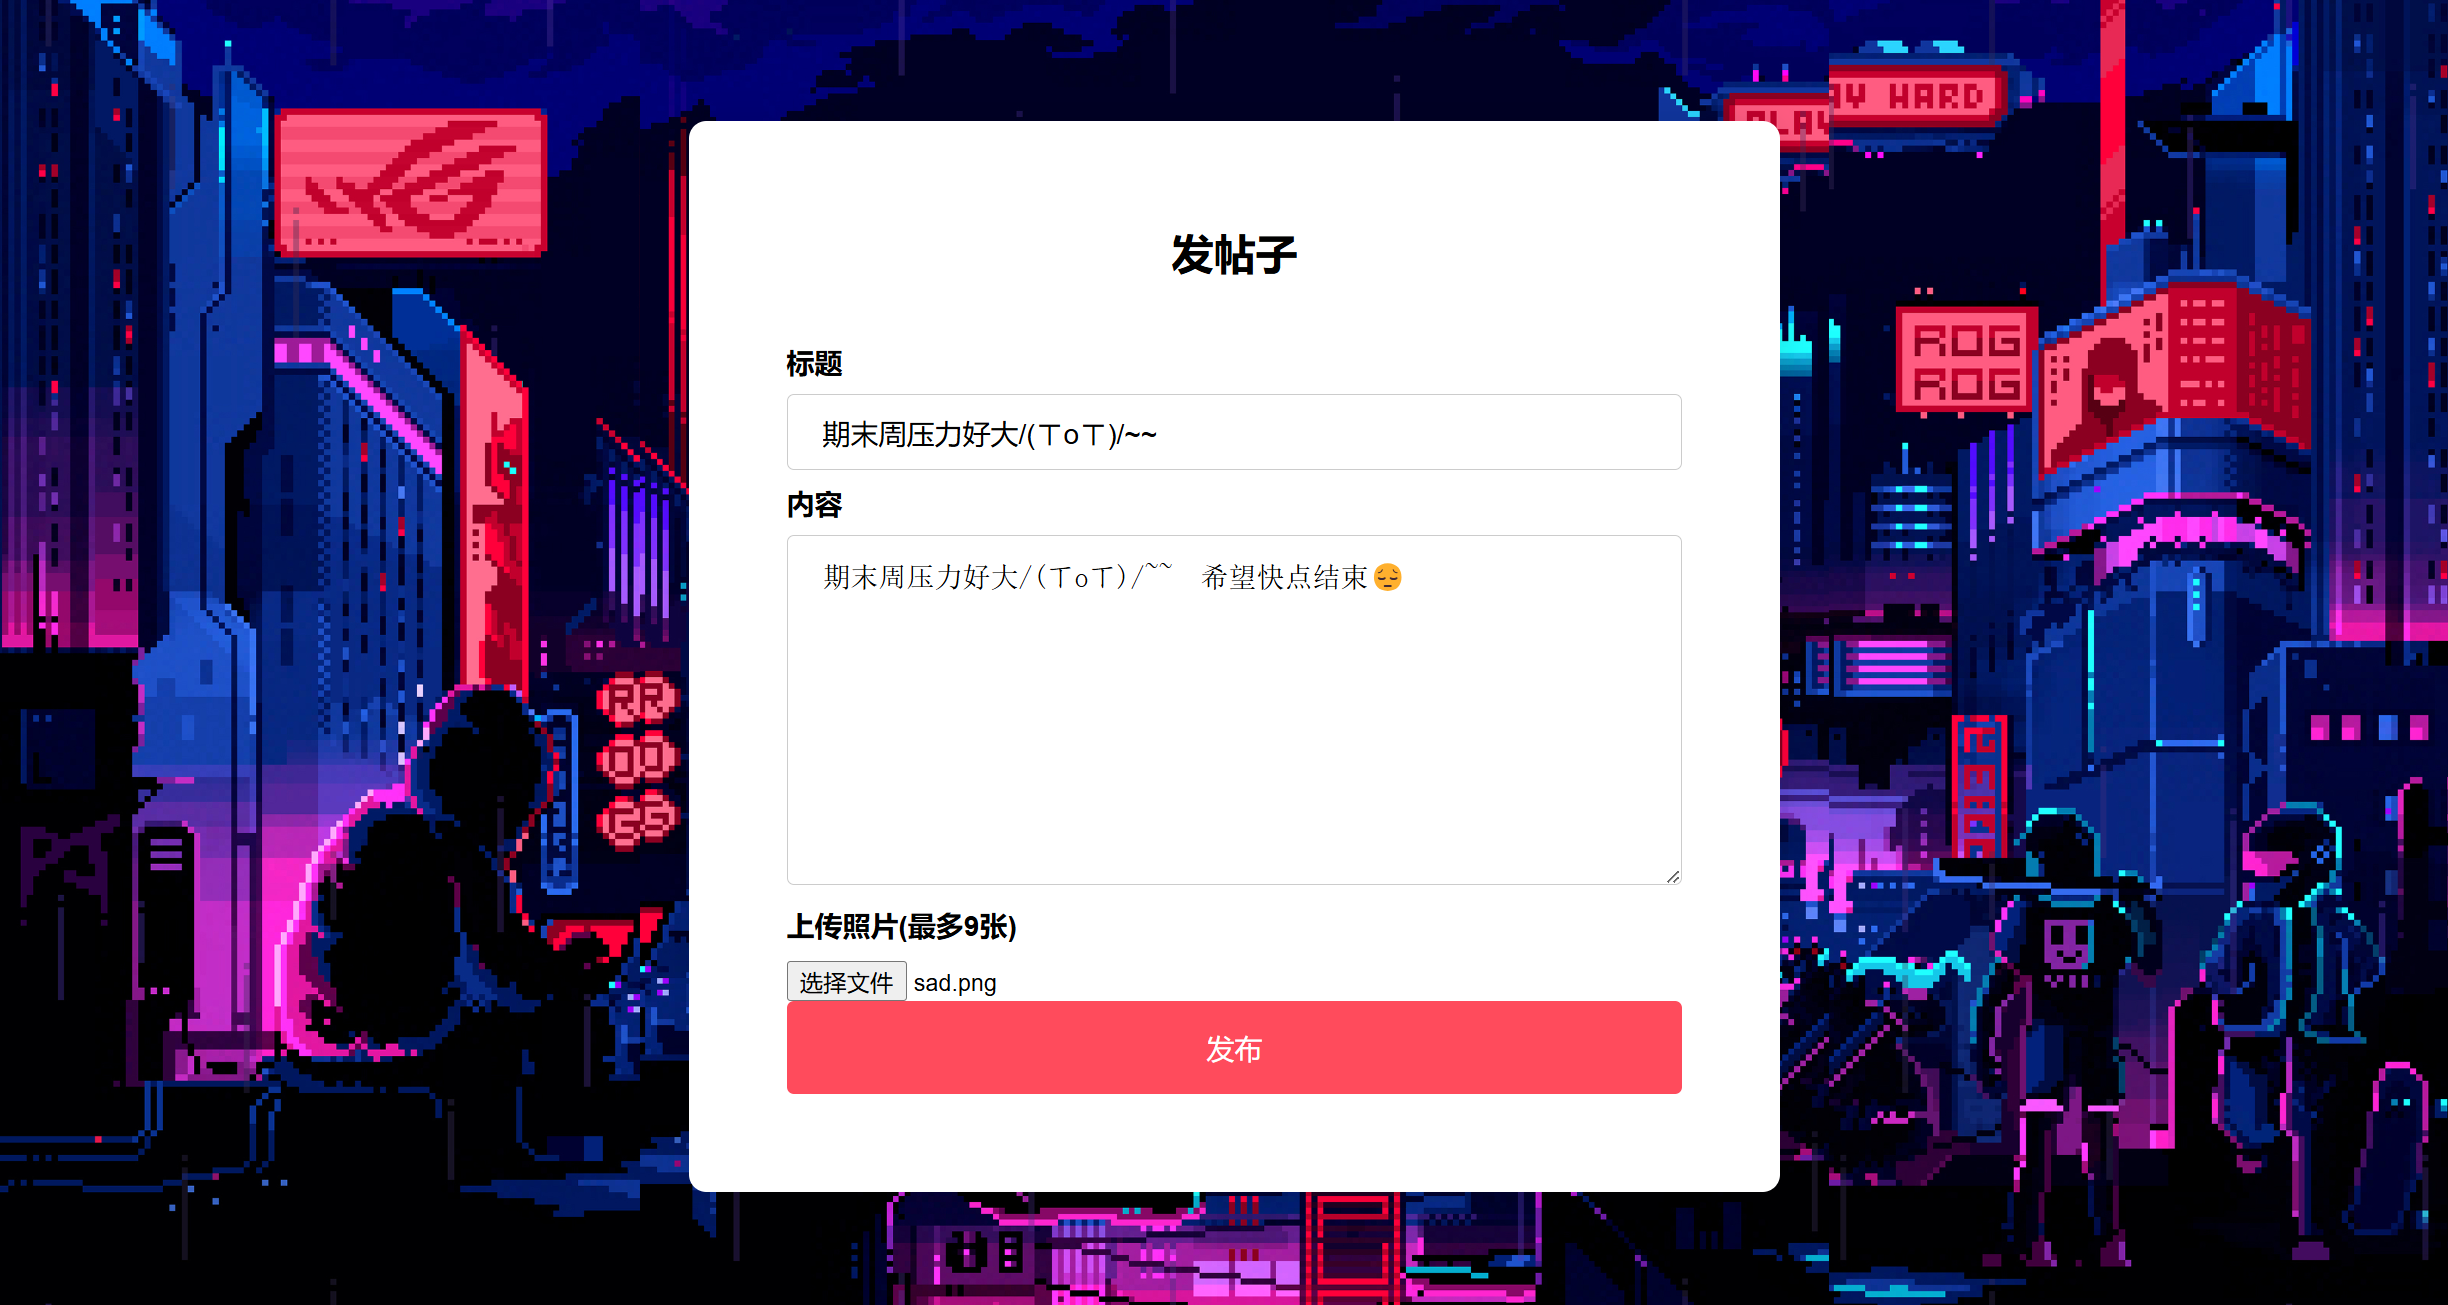 PLAY HARD
发帖子
标题
期末周压力好大/(ㄒoㄒ)/~~
ROG
ROG
内容
期末周压力好大/(ㄒoㄒ)/~~ 希望快点结束😔
上传照片(最多9张)
选择文件 sad.png
发布